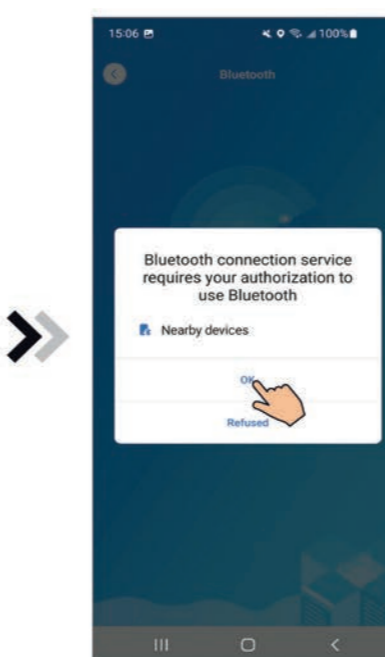 15:06 100%
Bluetooth
Bluetooth connection service
requires your authorization to
use Bluetooth
Nearby devices
OK
Refused